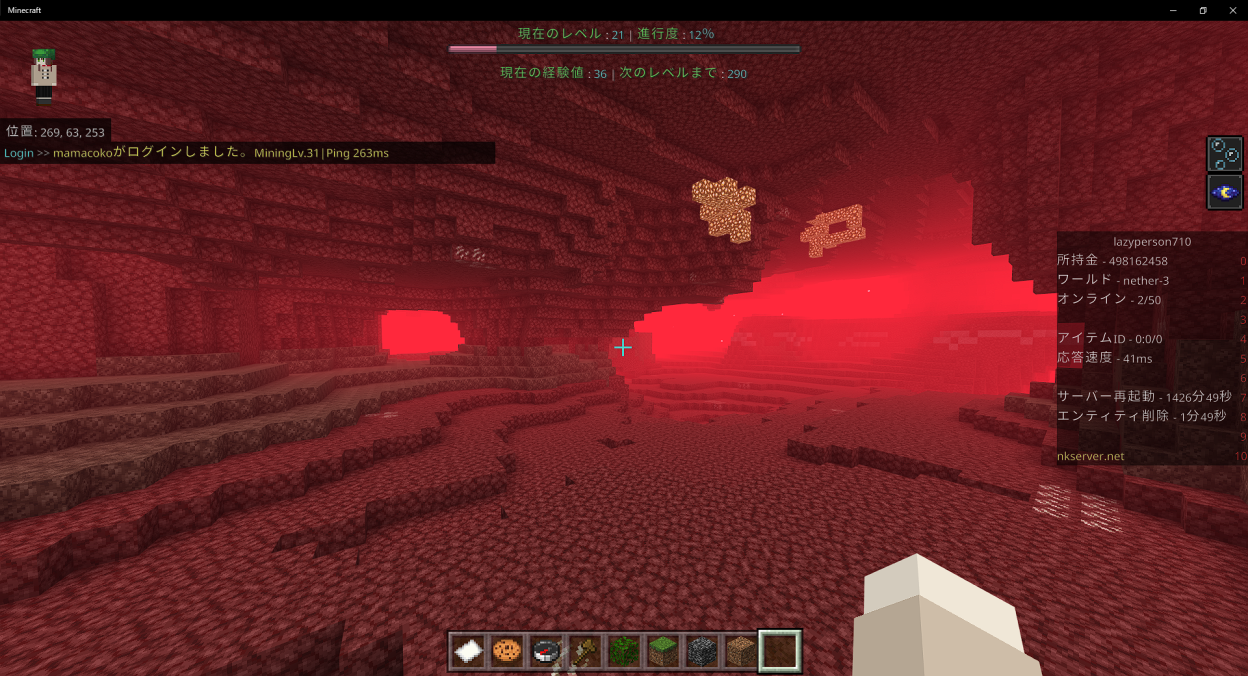 Minecraft
現在のレベル : 21 | 進行度 : 12%
現在の経験値 : 36 | 次のレベルまで : 290
位置: 269, 63, 253
Login >> mamacokoがログインしました。MiningLv.31|Ping 263ms
lazyperson710
所持金 - 498162458 0
ワールド - nether-3 1
オンライン - 2/50 2
3
アイテムID - 0:0/0 4
応答速度 - 41ms 5
6
サーバー再起動 - 1426分49秒 7
エンティティ削除 - 1分49秒 8
9
nkserver.net 10